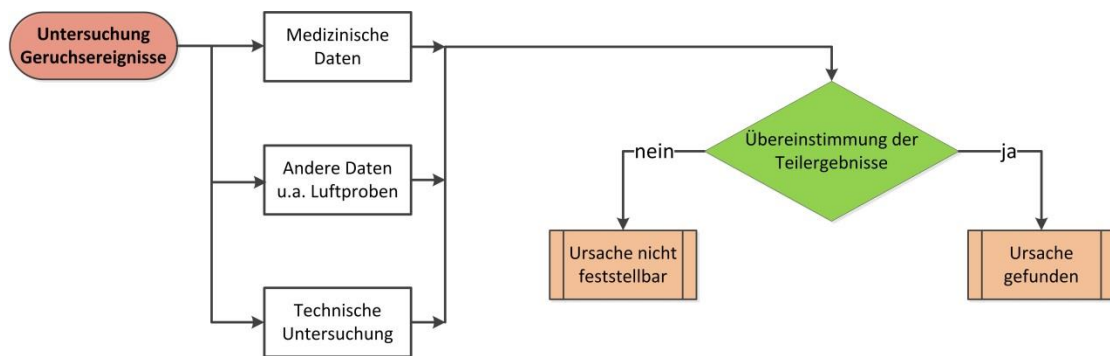 Untersuchung
Geruchsereignisse
Medizinische
Daten
Andere Daten
u.a. Luftproben
Technische
Untersuchung
Übereinstimmung der
Teilergebnisse
nein
ja
Ursache nicht
feststellbar
Ursache
gefunden